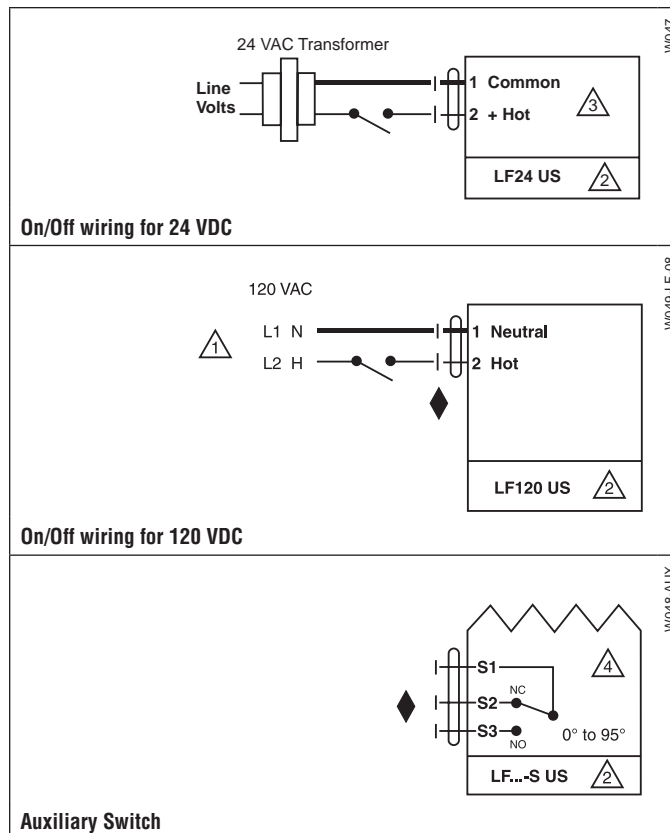 W047
24 VAC Transformer
Line
Volts
1 Common
2 + Hot
3
LF24 US
2
On/Off wiring for 24 VDC
W049 LF 08
120 VAC
1
L1 N
L2 H
1 Neutral
2 Hot
LF120 US
2
On/Off wiring for 120 VDC
W048 AUX
S1
4
S2
NC
S3
NO
0° to 95°
LF...-S US
2
Auxiliary Switch